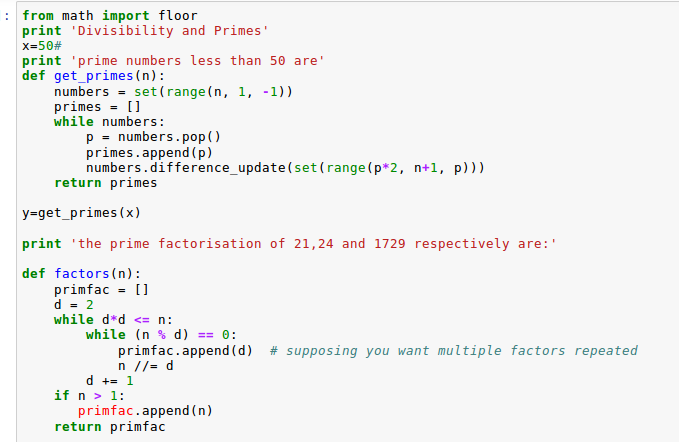 :
from math import floor
print 'Divisibility and Primes'
x=50#
print 'prime numbers less than 50 are'
def get_primes(n):
    numbers = set(range(n, 1, -1))
    primes = []
    while numbers:
        p = numbers.pop()
        primes.append(p)
        numbers.difference_update(set(range(p*2, n+1, p)))
    return primes

y=get_primes(x)

print 'the prime factorisation of 21,24 and 1729 respectively are:'

def factors(n):
    primfac = []
    d = 2
    while d*d <= n:
        while (n % d) == 0:
            primfac.append(d)  # supposing you want multiple factors repeated
            n //= d
        d += 1
    if n > 1:
       primfac.append(n)
    return primfac